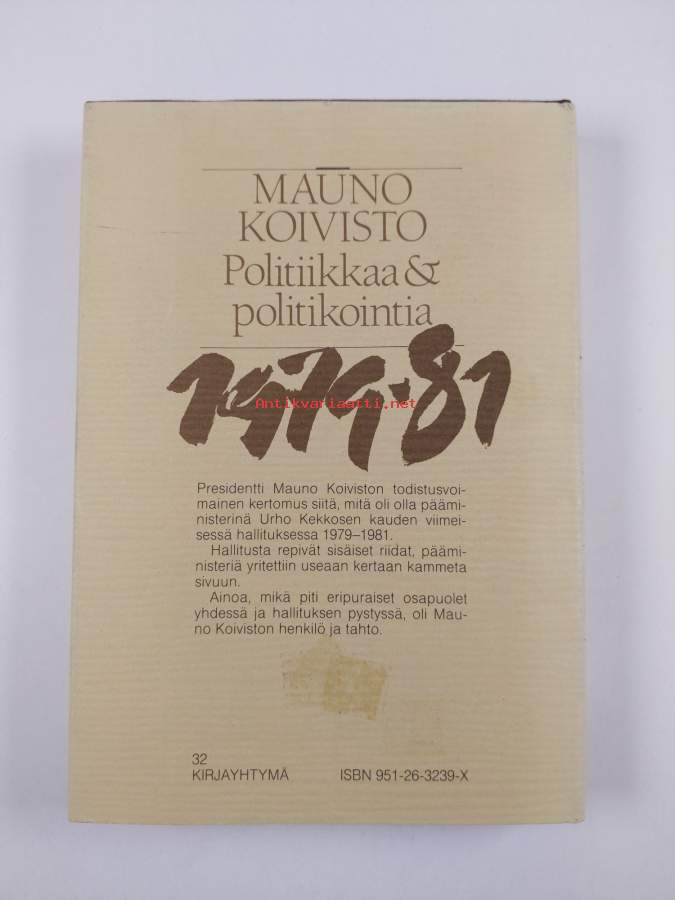 MAUNO
KOIVISTO
Politiikkaa &
politikointia
1979-81
Antikvariaatti.net
Presidentti Mauno Koiviston todistusvoi-
mainen kertomus siitä, mitä oli olla päämi-
nisterinä Urho Kekkosen kauden viimei-
sessä hallituksessa 1979–1981.
Hallitusta repivät sisäiset riidat, päämi-
nisteriä yritettiin useaan kertaan kammeta
sivuun.
Ainoa, mikä piti eripuraiset osapuolet
yhdessä ja hallituksen pystyssä, oli Mau-
no Koiviston henkilö ja tahto.
32
KIRJAYHTYMÄ ISBN 951-26-3239-X